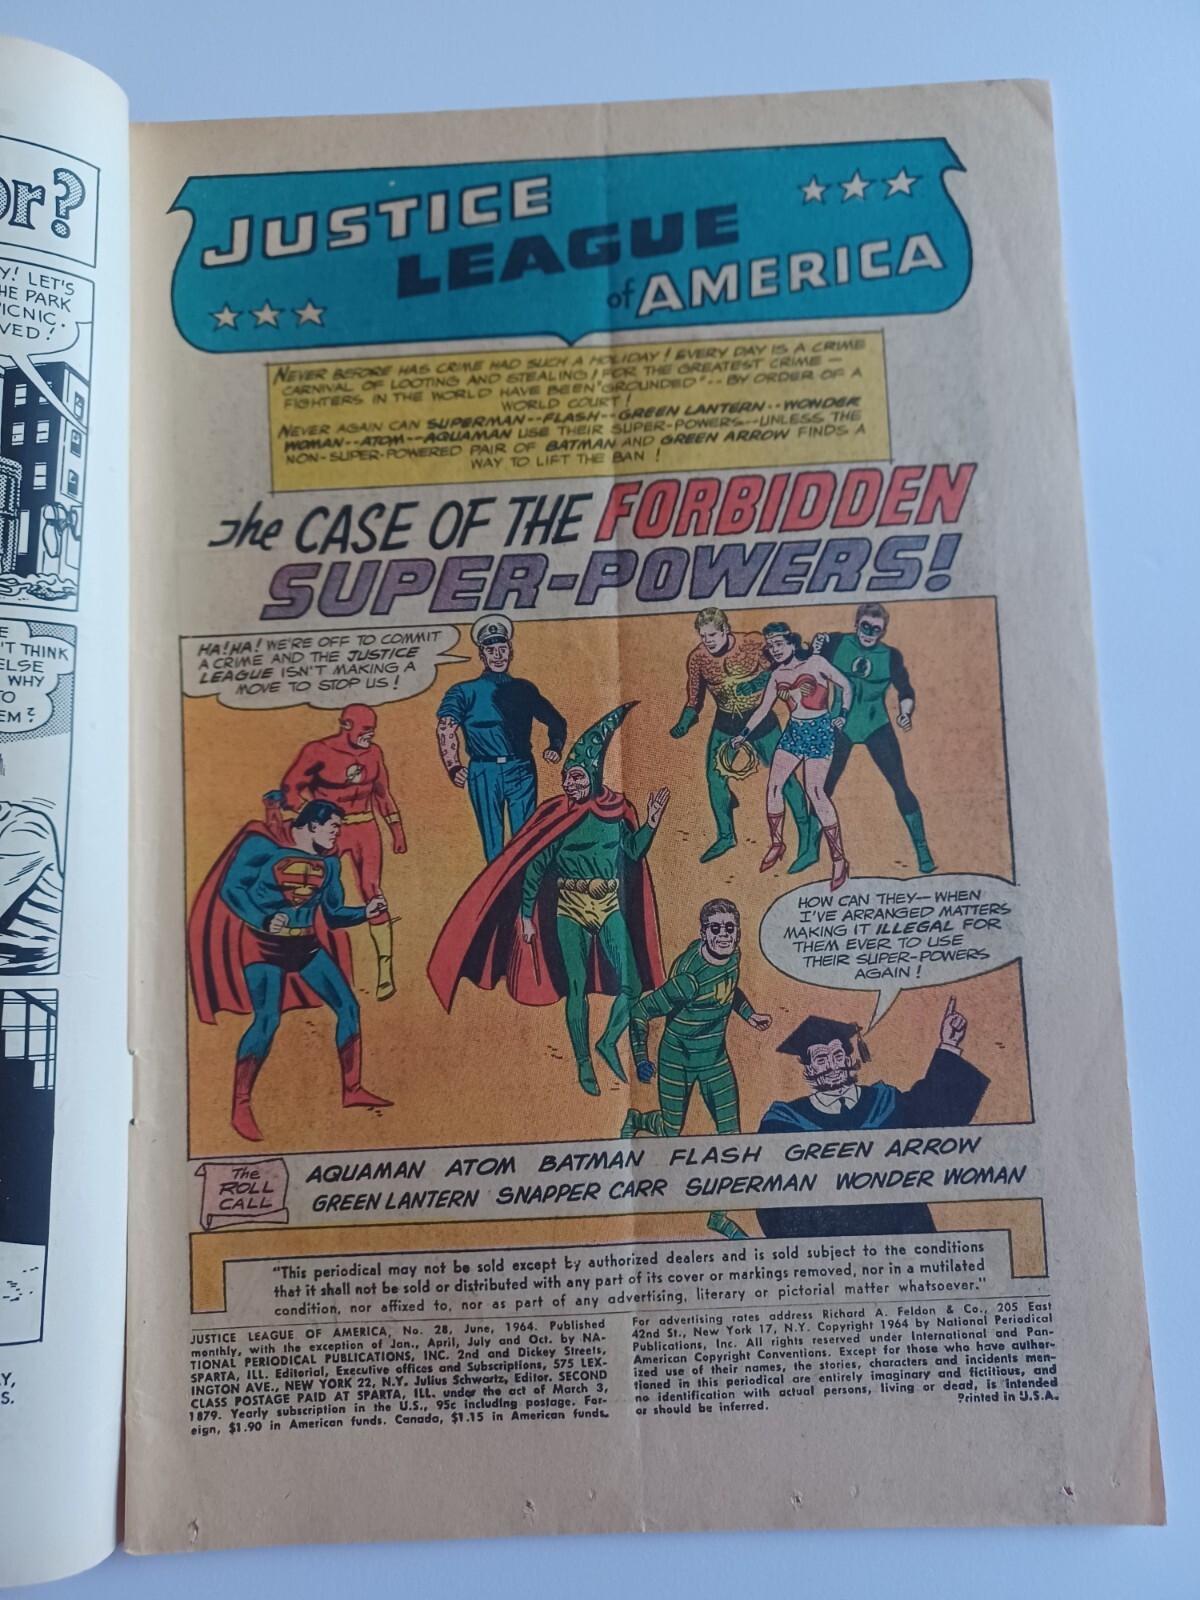 or?
Y! LET'S
HE PARK
ICNIC.
VED!
'T THINK
ELSE
WHY
TO
EM?
Y,
S.
JUSTICE
LEAGUE
of AMERICA
NEVER BEFORE HAS CRIME HAD SUCH A HOLIDAY! EVERY DAY IS A CRIME
CARNIVAL OF LOOTING AND STEALING! FOR THE GREATEST CRIME-
FIGHTERS IN THE WORLD HAVE BEEN "GROUNDED"-- BY ORDER OF A
WORLD COURT!
NEVER AGAIN CAN SUPERMAN--FLASH--GREEN LANTERN--WONDER
WOMAN--ATOM--AQUAMAN USE THEIR SUPER-POWERS--UNLESS THE
NON-SUPER-POWERED PAIR OF BATMAN AND GREEN ARROW FINDS A
WAY TO LIFT THE BAN!
The CASE OF THE FORBIDDEN
SUPER-POWERS!
HA! HA! WE'RE OFF TO COMMIT
A CRIME AND THE JUSTICE
LEAGUE ISN'T MAKING A
MOVE TO STOP US!
HOW CAN THEY--WHEN
I'VE ARRANGED MATTERS
MAKING IT ILLEGAL FOR
THEM EVER TO USE
THEIR SUPER-POWERS
AGAIN!
The
ROLL
CALL
AQUAMAN ATOM BATMAN FLASH GREEN ARROW
GREEN LANTERN SNAPPER CARR SUPERMAN WONDER WOMAN
"This periodical may not be sold except by authorized dealers and is sold subject to the conditions
that it shall not be sold or distributed with any part of its cover or markings removed, nor in a mutilated
condition, nor affixed to, nor as part of any advertising, literary or pictorial matter whatsoever."
JUSTICE LEAGUE OF AMERICA, No. 28, June, 1964. Published
monthly, with the exception of Jan., April, July and Oct. by NA-
TIONAL PERIODICAL PUBLICATIONS, INC. 2nd and Dickey Streets,
SPARTA, ILL. Editorial, Executive offices and Subscriptions, 575 LEX-
INGTON AVE., NEW YORK 22, N.Y. Julius Schwartz, Editor. SECOND
CLASS POSTAGE PAID AT SPARTA, ILL. under the act of March 3,
1879. Yearly subscription in the U.S., 95c including postage. For-
eign, $1.90 in American funds. Canada, $1.15 in American funds.
For advertising rates address Richard A. Feldon & Co., 205 East
42nd St., New York 17, N.Y. Copyright 1964 by National Periodical
Publications, Inc. All rights reserved under International and Pan-
American Copyright Conventions. Except for those who have author-
ized use of their names, the stories, characters and incidents men-
tioned in this periodical are entirely imaginary and fictitious, and
no identification with actual persons, living or dead, is intended
or should be inferred. Printed in U.S.A.